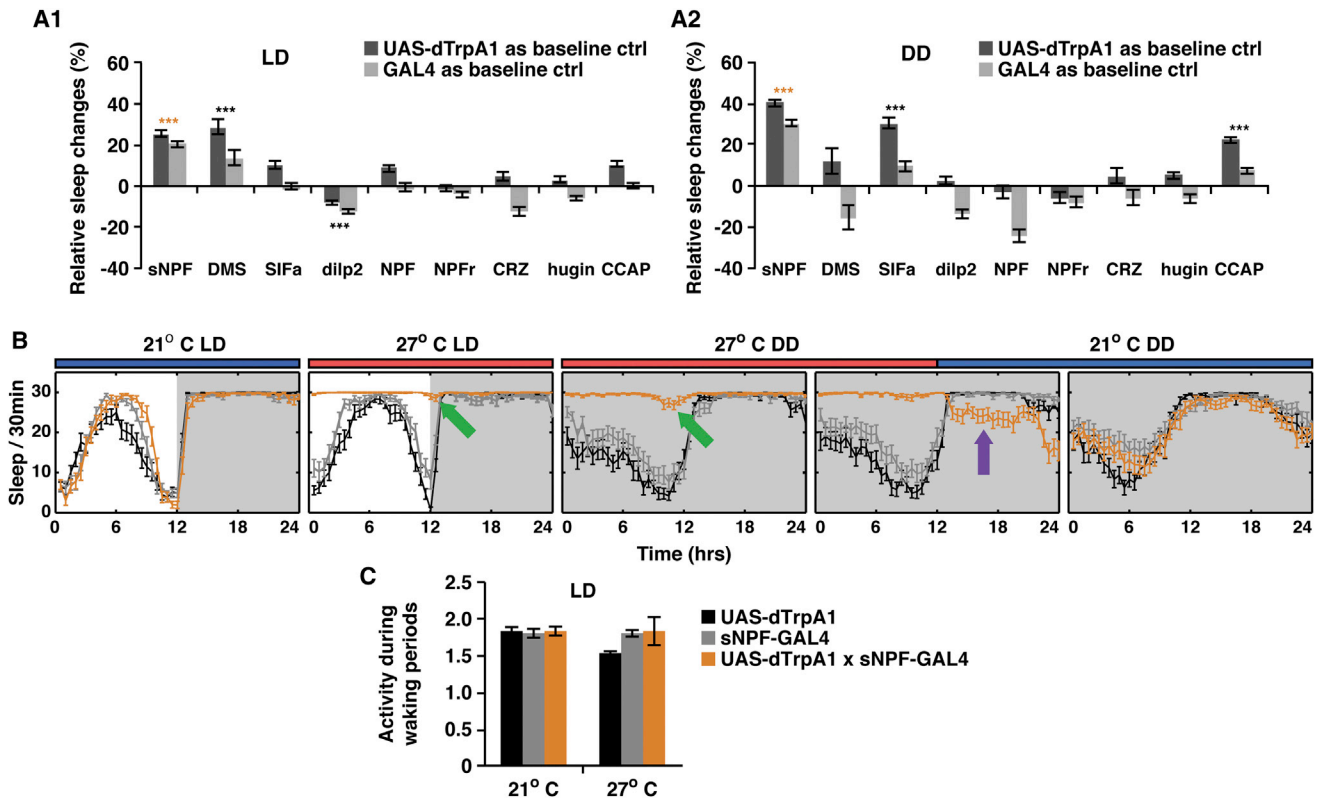 A1
LD
UAS-dTrpA1 as baseline ctrl
GAL4 as baseline ctrl
Relative sleep changes (%)
60
40
20
0
-20
-40
***
***
***
sNPF DMS SIFa dilp2 NPF NPFr CRZ hugin CCAP
A2
DD
UAS-dTrpA1 as baseline ctrl
GAL4 as baseline ctrl
Relative sleep changes (%)
60
40
20
0
-20
-40
***
***
***
sNPF DMS SIFa dilp2 NPF NPFr CRZ hugin CCAP
B
21° C LD
27° C LD
27° C DD
21° C DD
Sleep / 30min
30
20
10
0
0 6 12 18 24
0 6 12 18 24
0 6 12 18 24
0 6 12 18 24
0 6 12 18 24
Time (hrs)
C
LD
Activity during
waking periods
2.5
2.0
1.5
1.0
0.5
0
21° C 27° C
UAS-dTrpA1
sNPF-GAL4
UAS-dTrpA1 x sNPF-GAL4